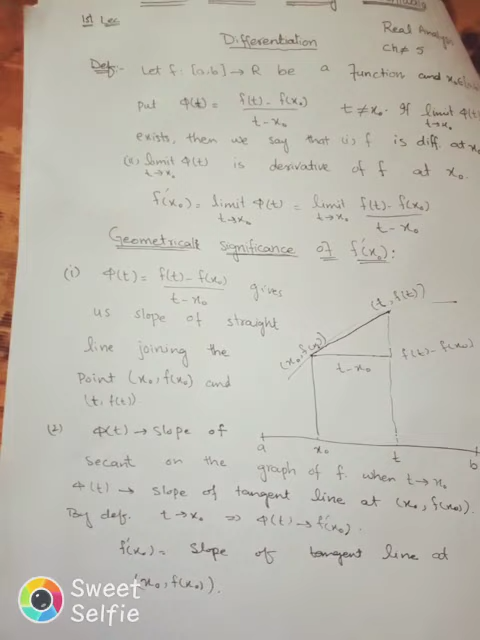 1st Lec
Real Analysis
Ch# 5
Differentiation
Def:- Let f: [a,b] → R be a function and x₀∈[a,b]
put φ(t) = (f(t) - f(x₀))/(t - x₀) t ≠ x₀. If limit t→x₀ φ(t)
exists, then we say that (i) f is diff. at x₀
limit t→x₀ φ(t) is derivative of f at x₀.
f'(x₀) = limit t→x₀ φ(t) = limit t→x₀ (f(t) - f(x₀))/(t - x₀)
Geometrical significance of f'(x₀):
(i) φ(t) = (f(t) - f(x₀))/(t - x₀) gives
us slope of straight
line joining the
Point (x₀, f(x₀) and
(t, f(t))
(t, f(t))
(x₀, f(x₀))
f(t) - f(x₀)
t - x₀
a x₀ t b
(2) φ(t) → slope of
secant on the graph of f. when t → x₀
φ(t) → slope of tangent line at (x₀, f(x₀)).
By def. t → x₀ ⇒ φ(t) → f'(x₀).
f'(x₀) = slope of tangent line at
(x₀, f(x₀)).
Sweet
Selfie